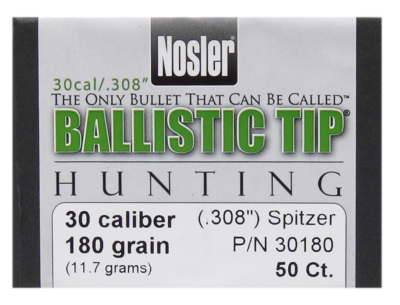 Nosler®
30cal/.308"
THE ONLY BULLET THAT CAN BE CALLED™
BALLISTIC TIP®
HUNTING
30 caliber (.308") Spitzer
180 grain P/N 30180
(11.7 grams) 50 Ct.